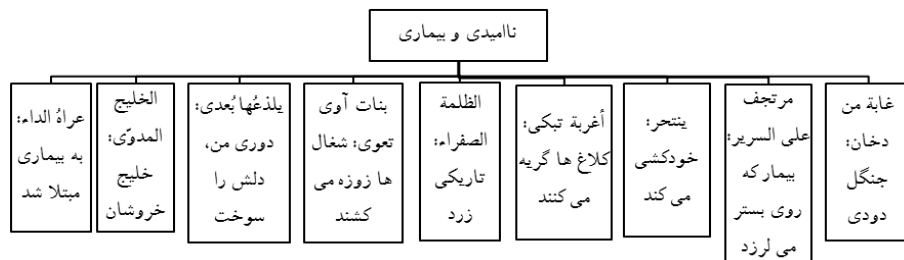 ناامیدی و بیماری
غابة من
دخان:
جنگل
دودی
مرتجف
علی السریر:
بیمار که
روی بستر
می لرزد
ینتحر:
خودکشی
می کند
أغربة تبکی:
کلاغ ها گریه
می کنند
الظلمة
الصفراء:
تاریکی
زرد
بنات آوی
تعوی: شغال
ها زوزه می
کشند
یلذعُها بُعدی:
دوری من،
دلش را
سوخت
الخلیج
المدوّی:
خلیج
خروشان
عراهُ الداء:
به بیماری
مبتلا شد